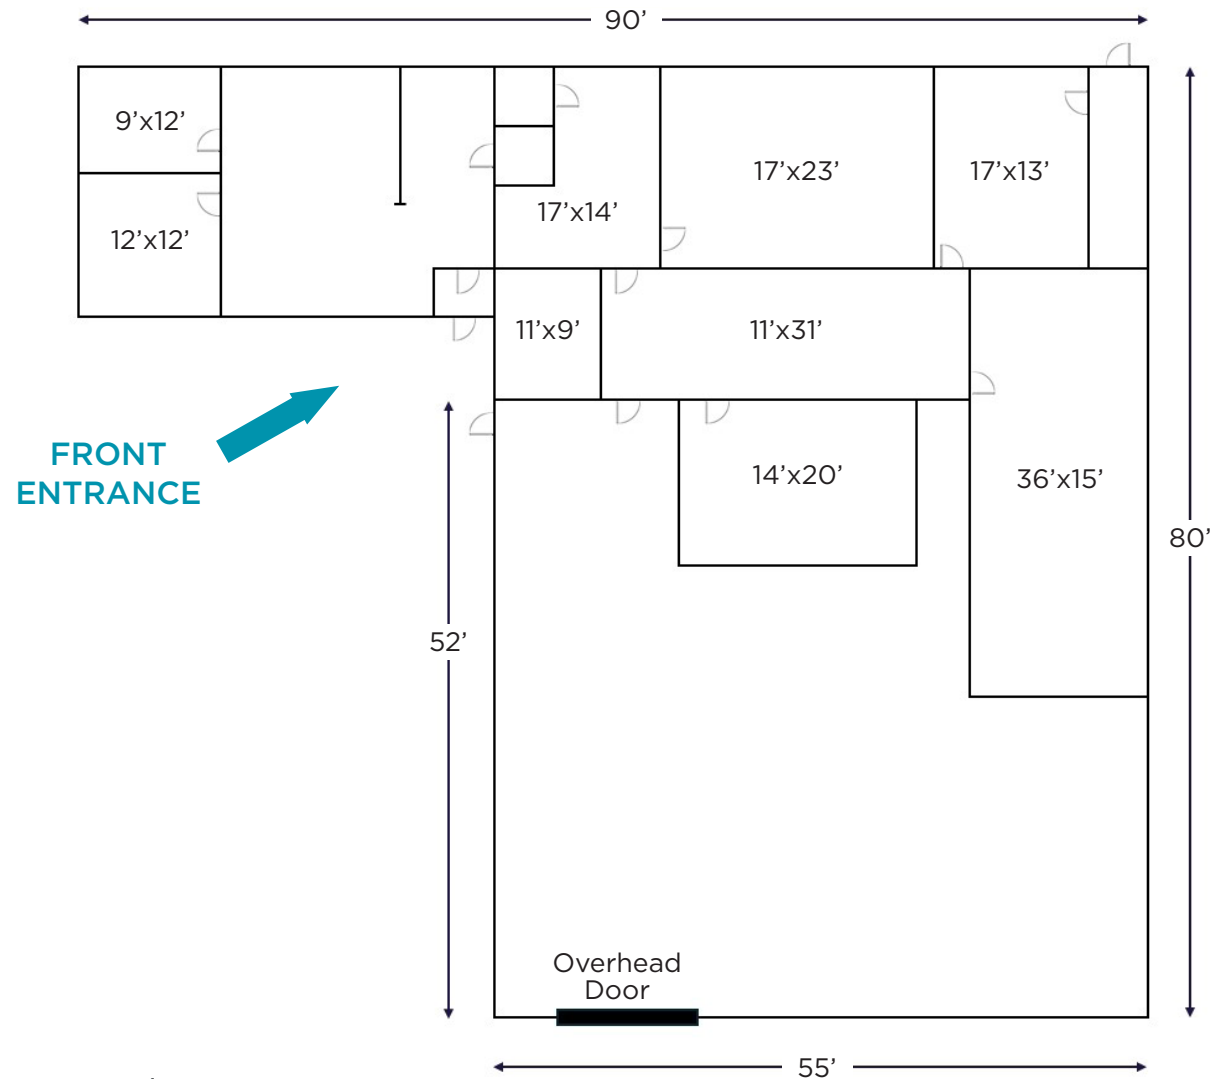 90’
9’x12’
17’x23’
17’x13’
17’x14’
12’x12’
11’x9’
11’x31’
FRONT
ENTRANCE
14’x20’
36’x15’
80’
52’
Overhead
Door
55’